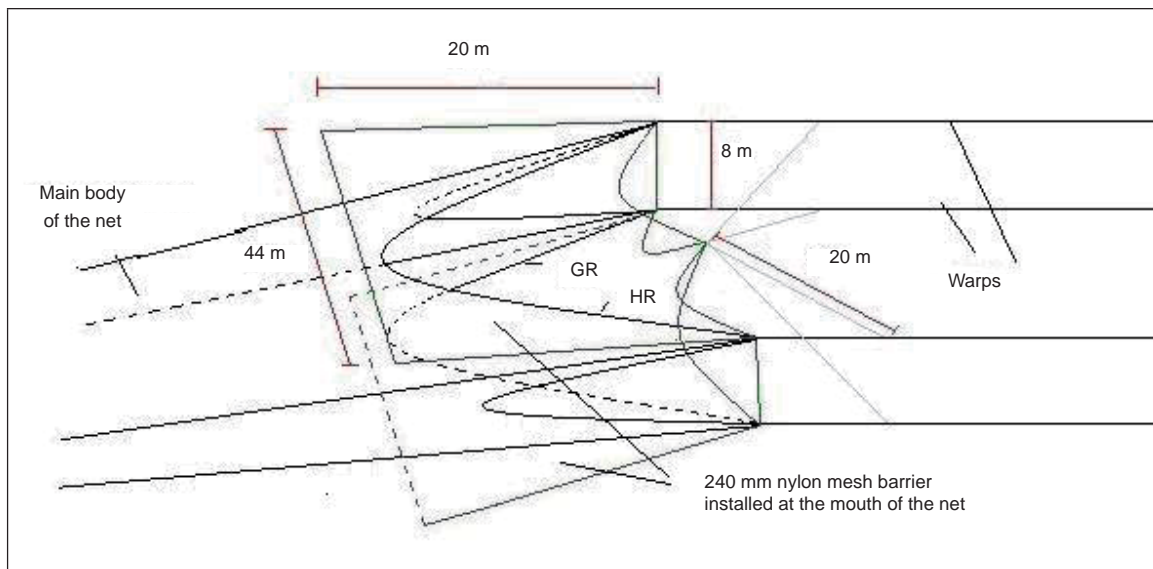 20 m
8 m
Main body
of the net
44 m
GR
20 m
HR
Warps
240 mm nylon mesh barrier
installed at the mouth of the net